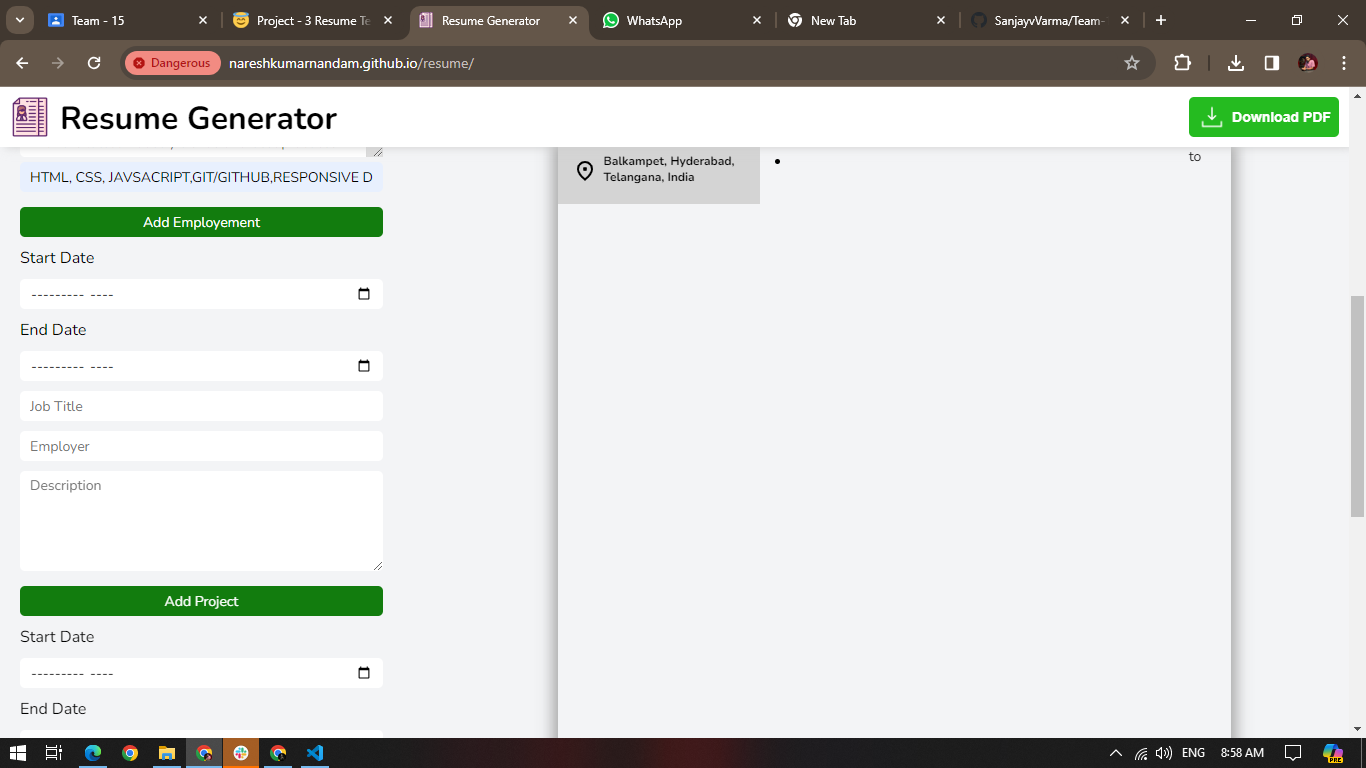 Team - 15
Project - 3 Resume Te
Resume Generator
WhatsApp
New Tab
SanjayvVarma/Team-
Dangerous
nareshkumarnandam.github.io/resume/
Resume Generator
Download PDF
HTML, CSS, JAVSACRIPT,GIT/GITHUB,RESPONSIVE D
Balkampet, Hyderabad,
Telangana, India
to
Add Employement
Start Date
--------- ----
End Date
--------- ----
Job Title
Employer
Description
Add Project
Start Date
--------- ----
End Date
ENG
8:58 AM
PRE